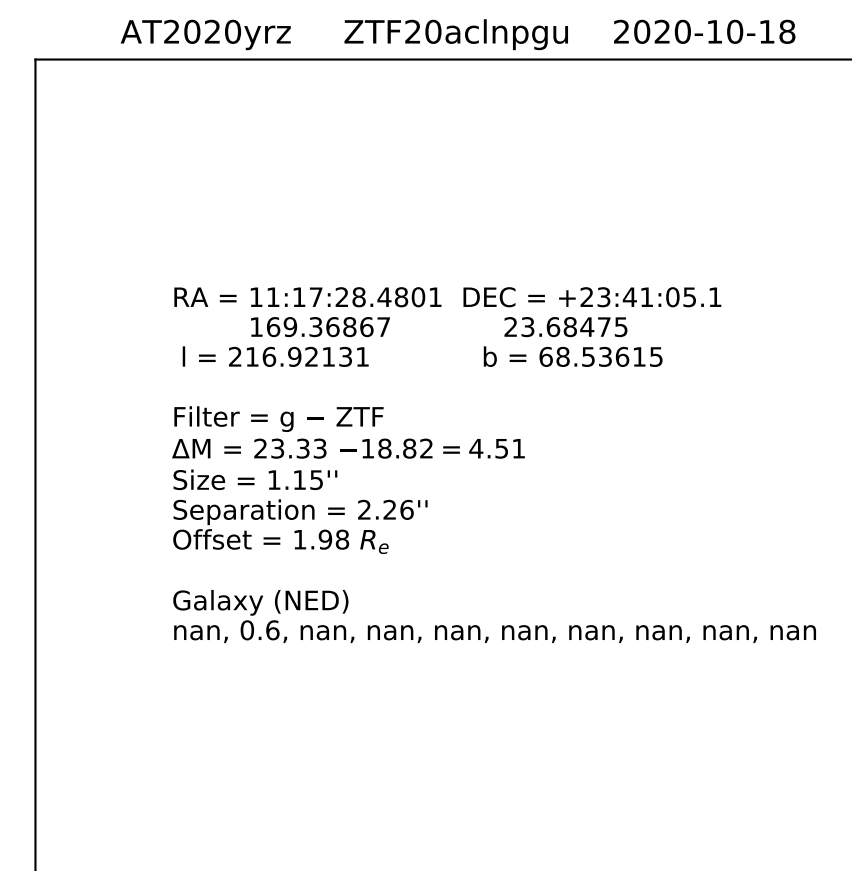 AT2020yrz ZTF20aclnpgu 2020-10-18
RA = 11:17:28.4801 DEC = +23:41:05.1
169.36867 23.68475
l = 216.92131 b = 68.53615
Filter = g − ZTF
ΔM = 23.33 −18.82 = 4.51
Size = 1.15''
Separation = 2.26''
Offset = 1.98 Re
Galaxy (NED)
nan, 0.6, nan, nan, nan, nan, nan, nan, nan, nan